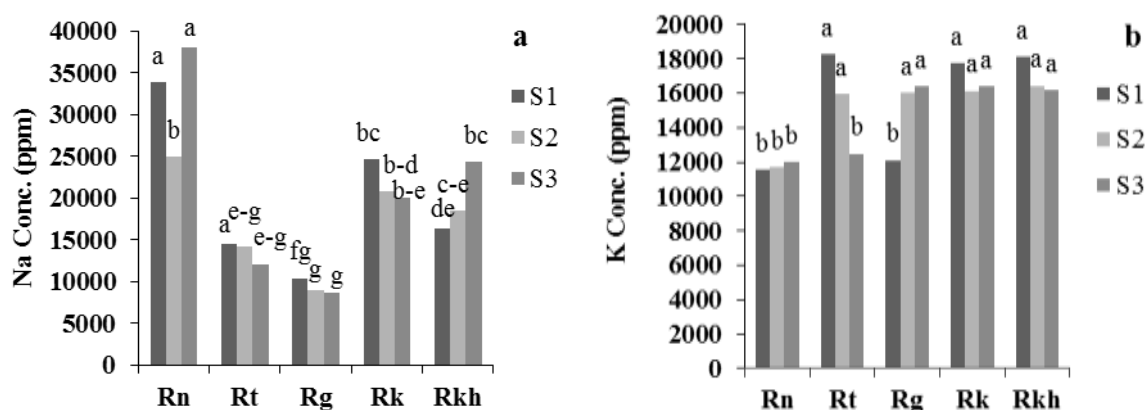 a
Na Conc. (ppm)
40000
35000
30000
25000
20000
15000
10000
5000
0
a
b
a
a
e-g
e-g
fg
g
g
bc
b-d
b-e
de
c-e
bc
Rn Rt Rg Rk Rkh
S1
S2
S3
b
K Conc. (ppm)
20000
18000
16000
14000
12000
10000
8000
6000
4000
2000
0
b b b
a
a
b
b
a a
a
a a
a
a a
Rn Rt Rg Rk Rkh
S1
S2
S3